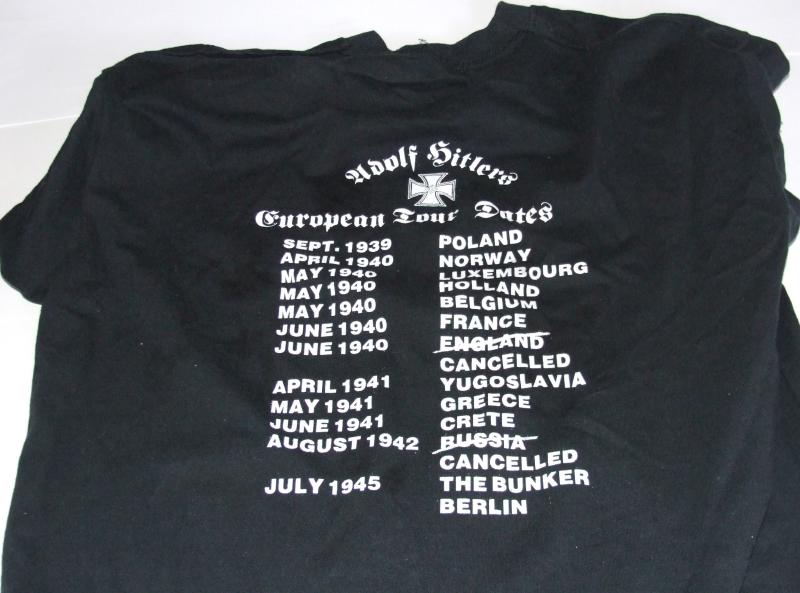 Adolf Hitlers
European Tour Dates
SEPT. 1939 POLAND
APRIL 1940 NORWAY
MAY 1940 LUXEMBOURG
MAY 1940 HOLLAND
MAY 1940 BELGIUM
JUNE 1940 FRANCE
JUNE 1940 ENGLAND
CANCELLED
APRIL 1941 YUGOSLAVIA
MAY 1941 GREECE
JUNE 1941 CRETE
AUGUST 1942 RUSSIA
CANCELLED
JULY 1945 THE BUNKER
BERLIN